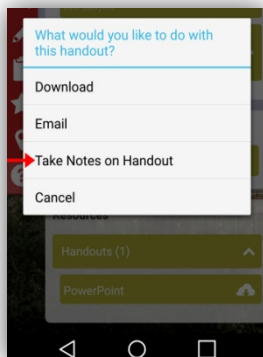 What would you like to do with
this handout?
Download
Email
Take Notes on Handout
Cancel
Resources
Handouts (1)
PowerPoint